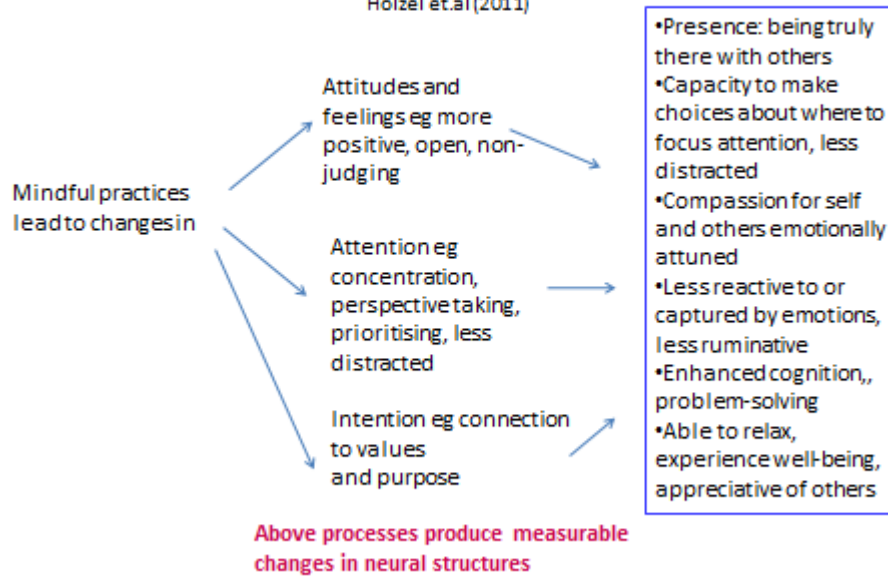 Holzel et.al (2011)
Mindful practices
lead to changes in
Attitudes and
feelings eg more
positive, open, non-
judging
Attention eg
concentration,
perspective taking,
prioritising, less
distracted
Intention eg connection
to values
and purpose
•Presence: being truly
there with others
•Capacity to make
choices about where to
focus attention, less
distracted
•Compassion for self
and others emotionally
attuned
•Less reactive to or
captured by emotions,
less ruminative
•Enhanced cognition,,
problem-solving
•Able to relax,
experience well-being,
appreciative of others
Above processes produce measurable
changes in neural structures